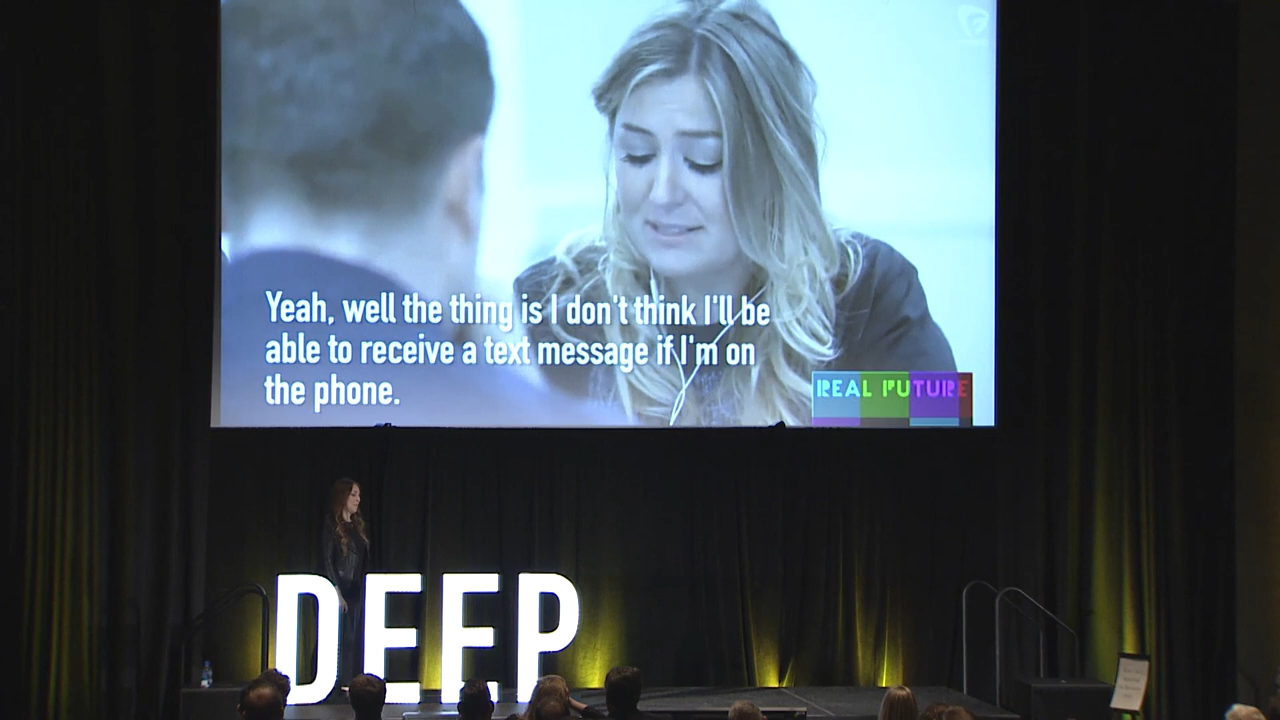 Yeah, well the thing is I don't think I'll be
able to receive a text message if I'm on
the phone.
REAL FUTURE
DEEP